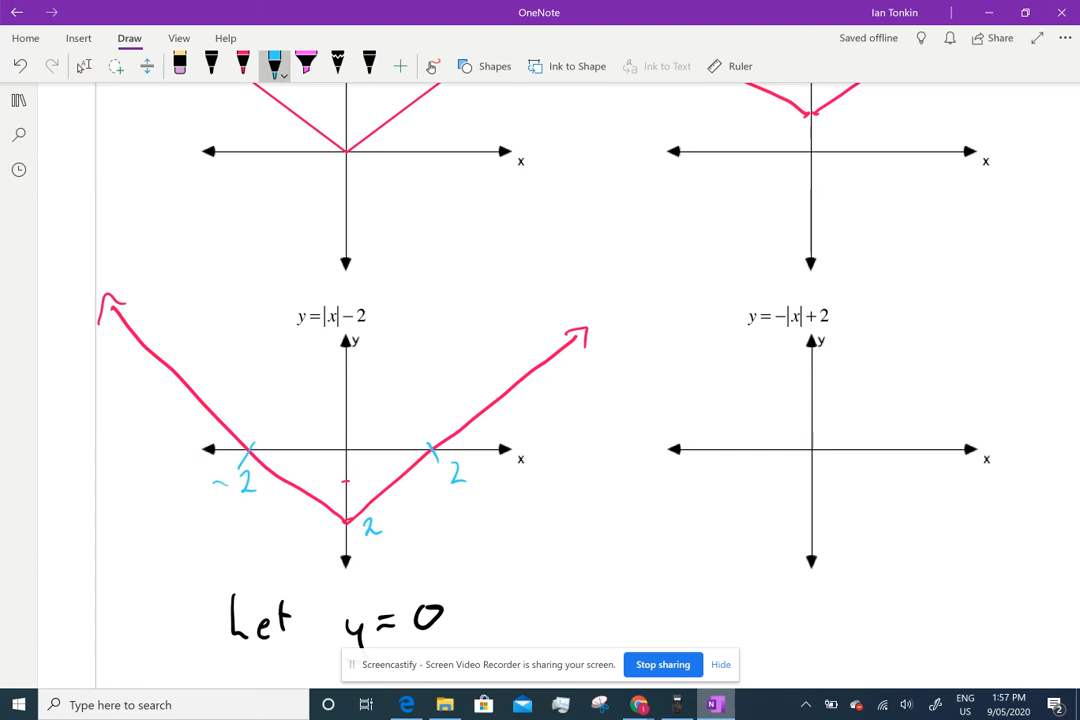 OneNote
Ian Tonkin
Home Insert Draw View Help
Saved offline
Share
Shapes
Ink to Shape
Ink to Text
Ruler
x
x
y = |x| − 2
y = −|x| + 2
y
y
x
x
- 2
2
2
Let y = 0
Screencastify - Screen Video Recorder is sharing your screen.
Stop sharing
Hide
Type here to search
ENG
US
1:57 PM
9/05/2020
2